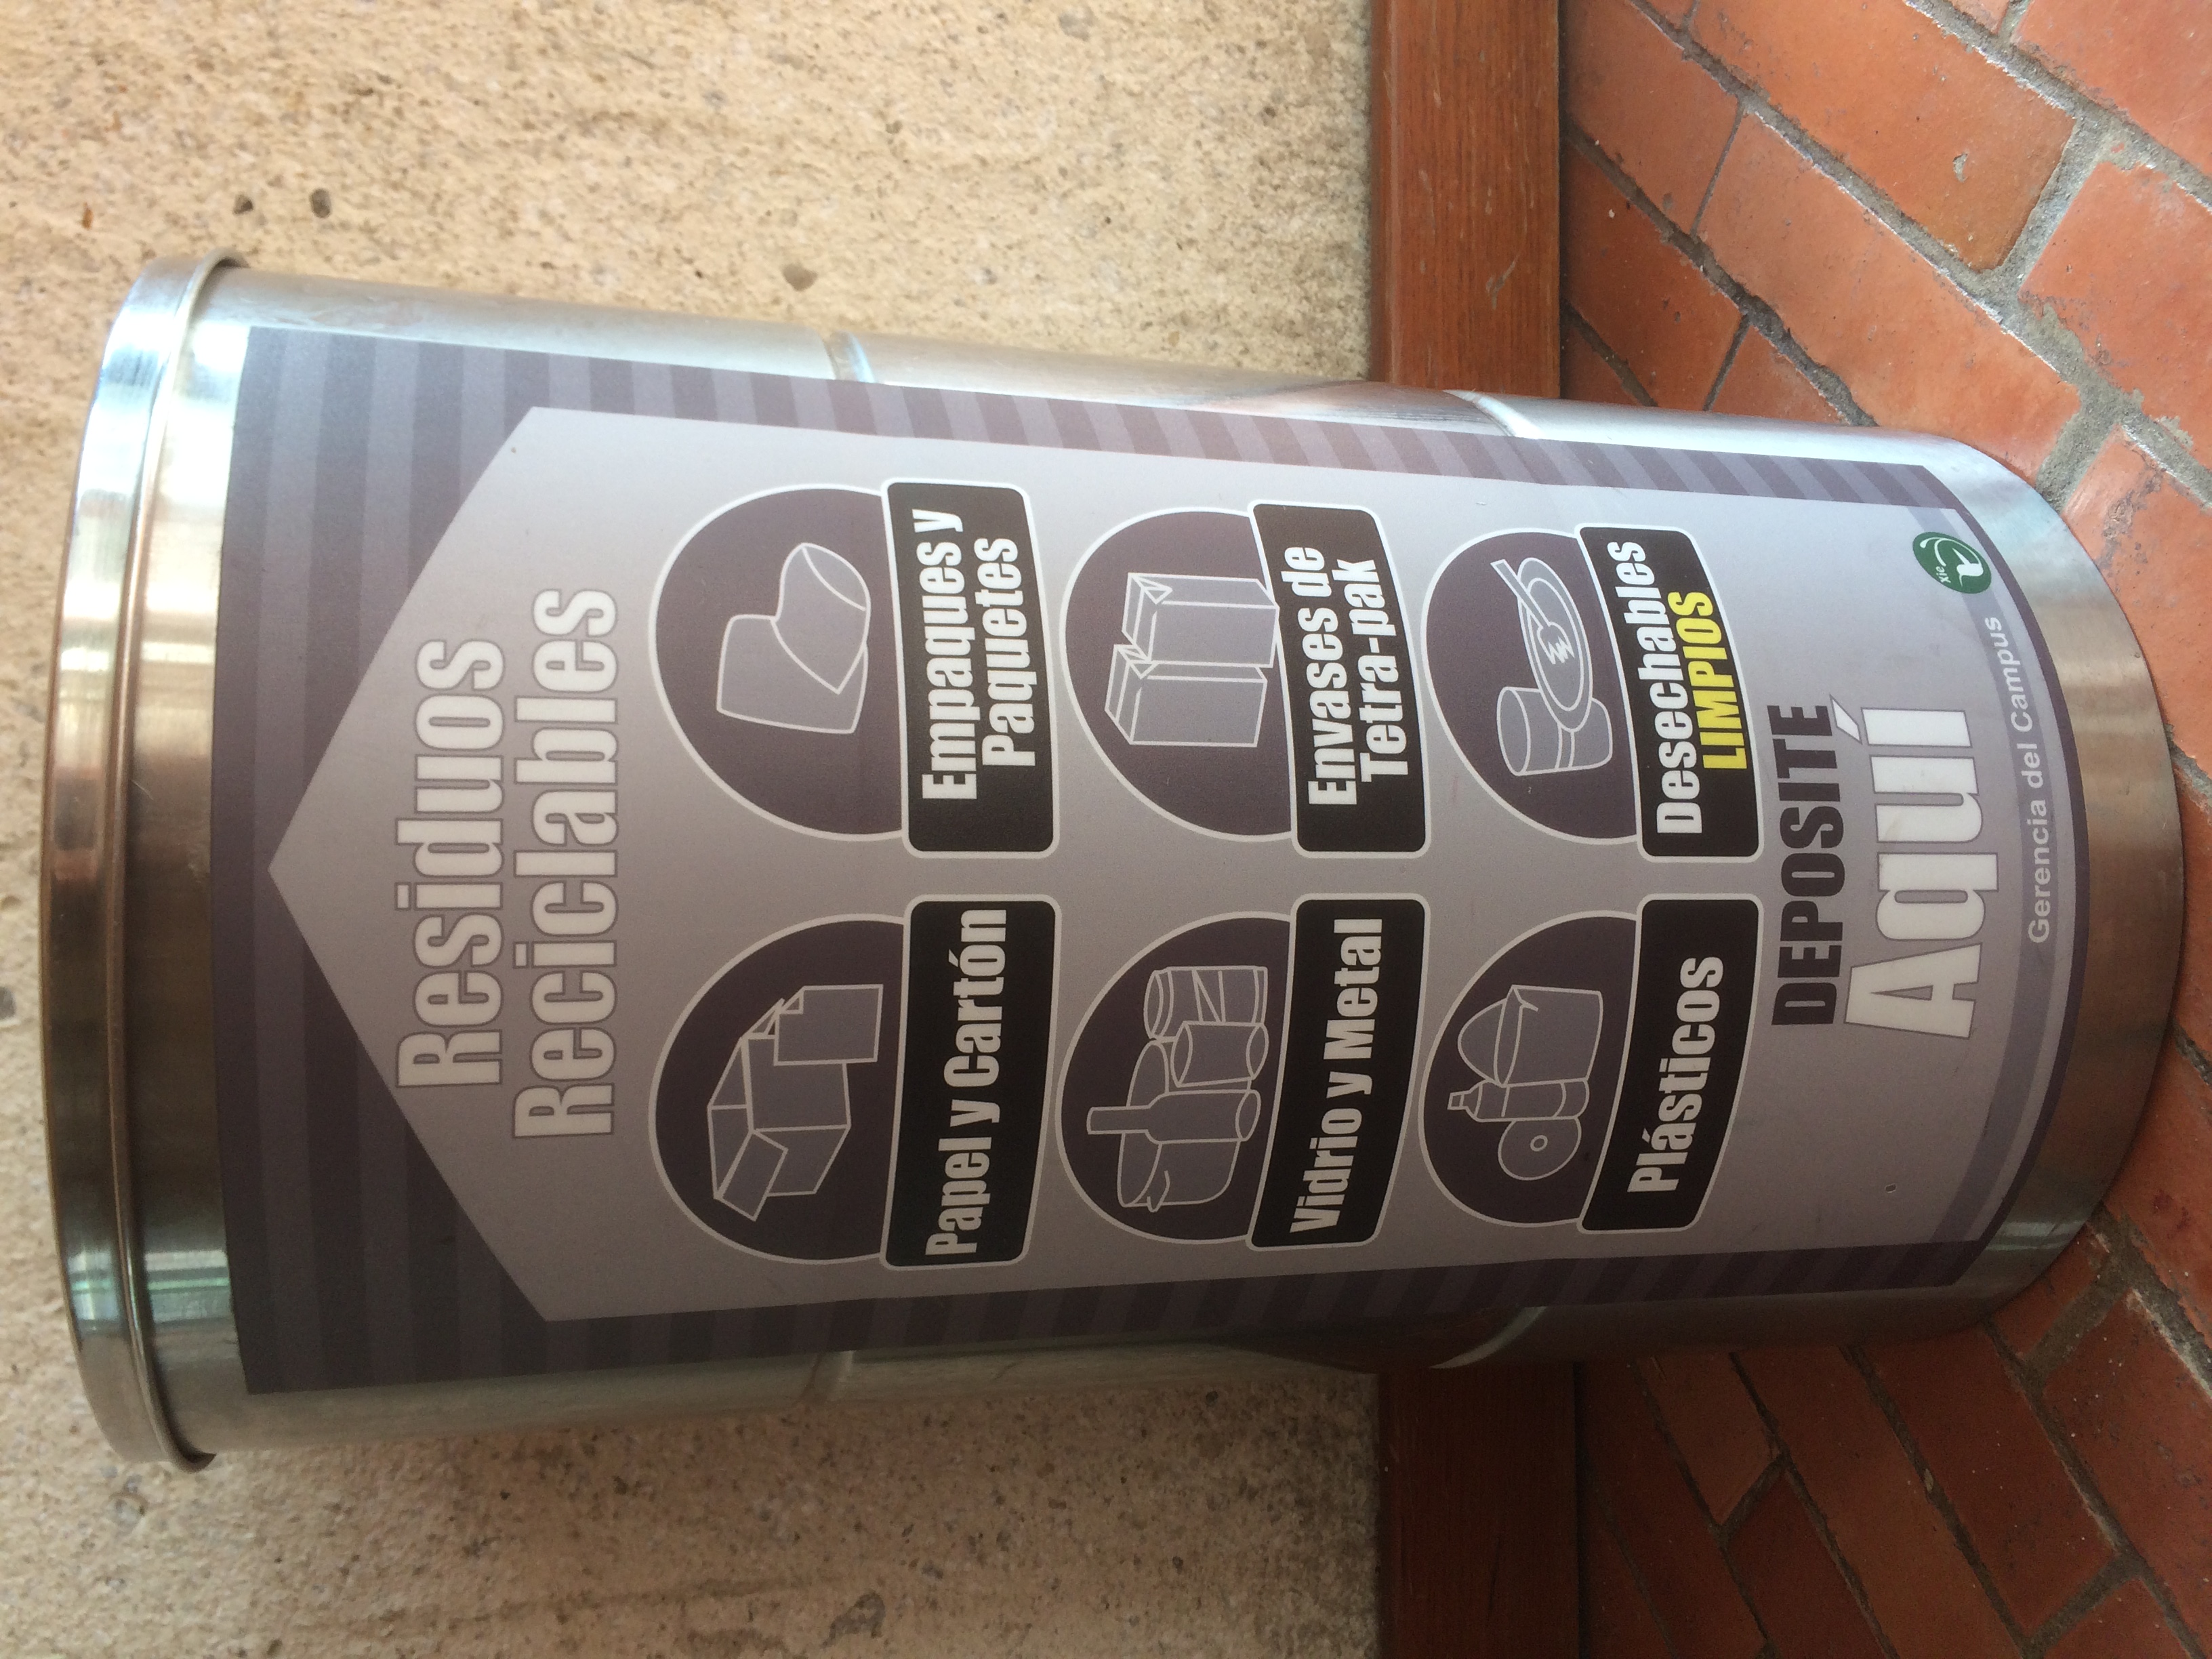 Residuos
Reciclables
Papel y Cartón
Empaques y
Paquetes
Vidrio y Metal
Envases de
Tetra-pak
Plásticos
Desechables
LIMPIOS
DEPOSITE
Aquí
Xie
Gerencia del Campus